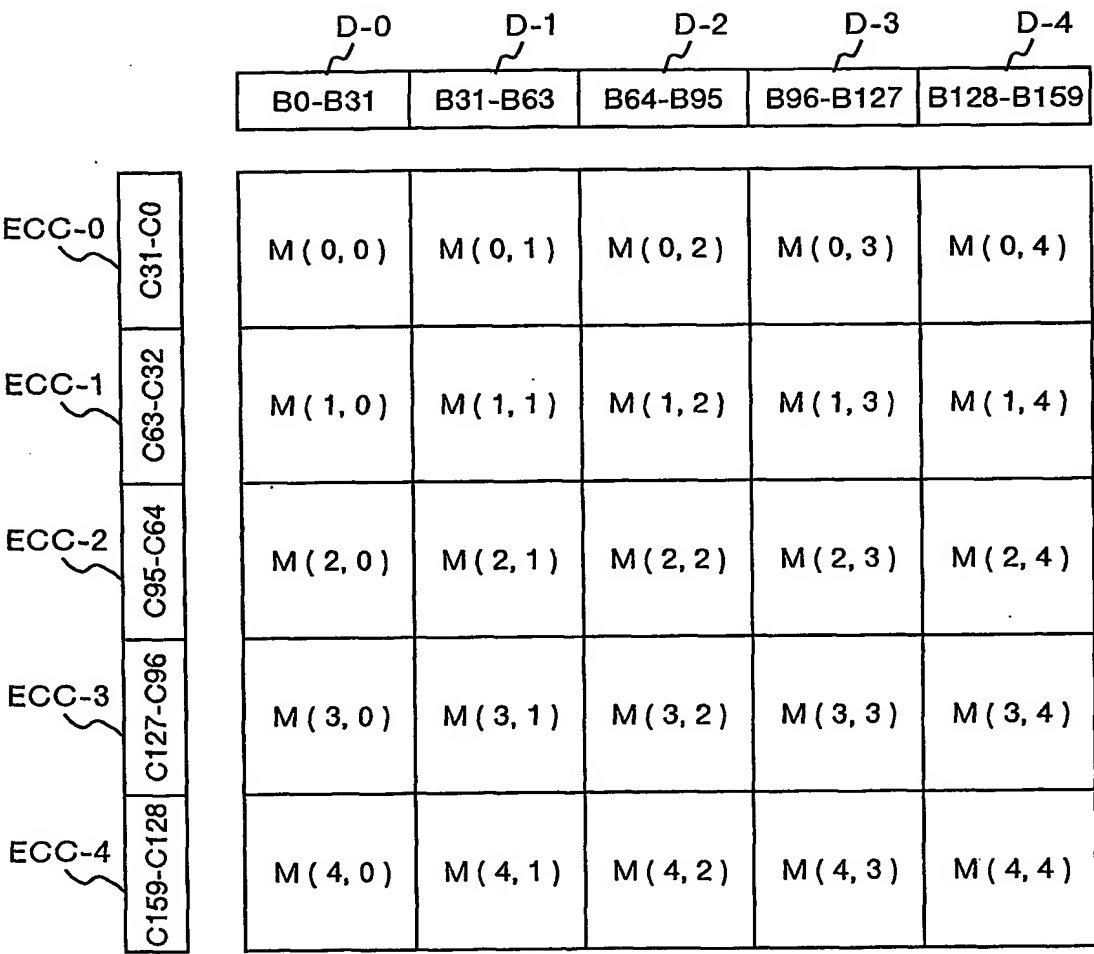 D-0 D-1 D-2 D-3 D-4
B0-B31 B31-B63 B64-B95 B96-B127 B128-B159
ECC-0 C31-C0 M ( 0, 0 ) M ( 0, 1 ) M ( 0, 2 ) M ( 0, 3 ) M ( 0, 4 )
ECC-1 C63-C32 M ( 1, 0 ) M ( 1, 1 ) M ( 1, 2 ) M ( 1, 3 ) M ( 1, 4 )
ECC-2 C95-C64 M ( 2, 0 ) M ( 2, 1 ) M ( 2, 2 ) M ( 2, 3 ) M ( 2, 4 )
ECC-3 C127-C96 M ( 3, 0 ) M ( 3, 1 ) M ( 3, 2 ) M ( 3, 3 ) M ( 3, 4 )
ECC-4 C159-C128 M ( 4, 0 ) M ( 4, 1 ) M ( 4, 2 ) M ( 4, 3 ) M ( 4, 4 )